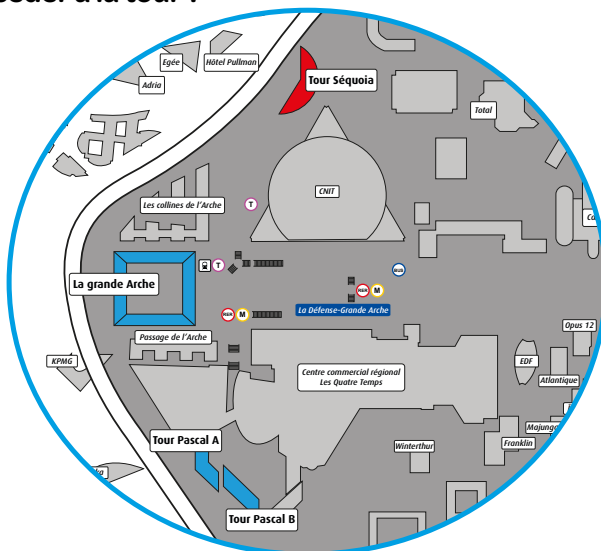 Egée
Hôtel Pullman
Adria
Tour Séquoia
Total
CNIT
Les collines de l'Arche
T
T
BUS
La grande Arche
RER M
La Défense-Grande Arche
RER M
Passage de l'Arche
Opus 12
KPMG
Centre commercial régional
Les Quatre Temps
EDF
Atlantique
Tour Pascal A
Majunga
Winterthur
Franklin
Tour Pascal B